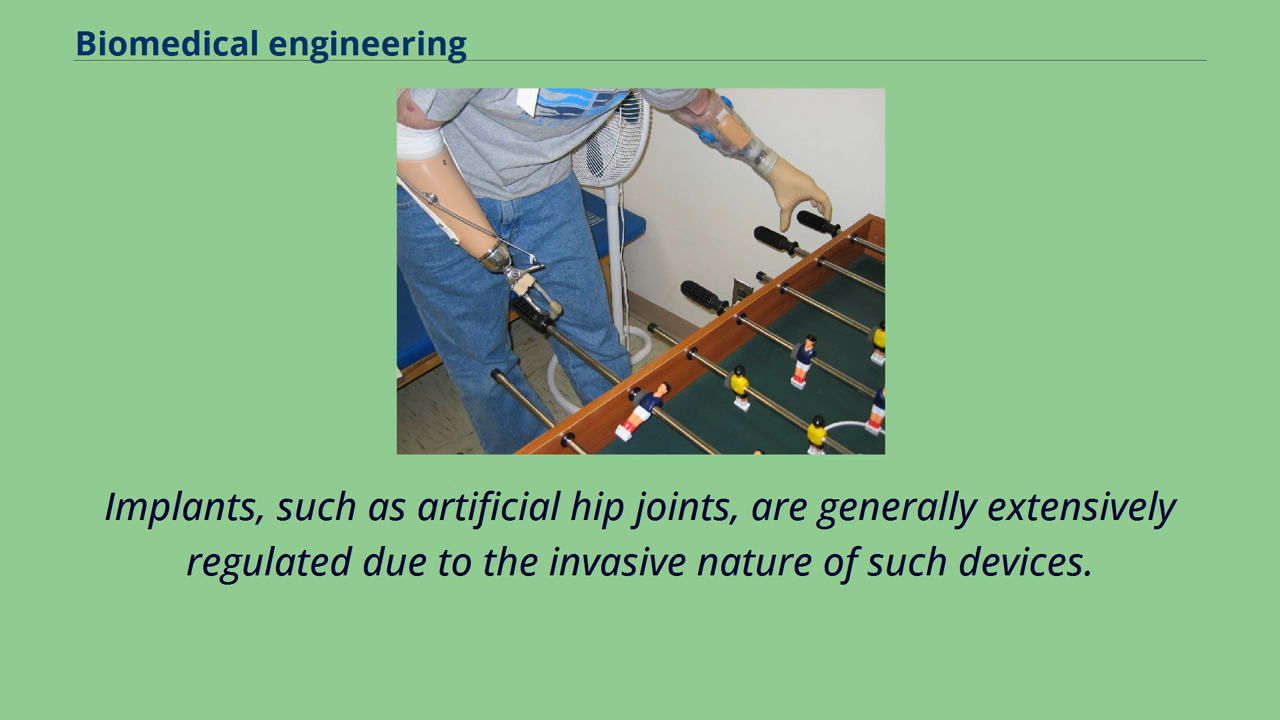 Biomedical engineering
Implants, such as artificial hip joints, are generally extensively
regulated due to the invasive nature of such devices.